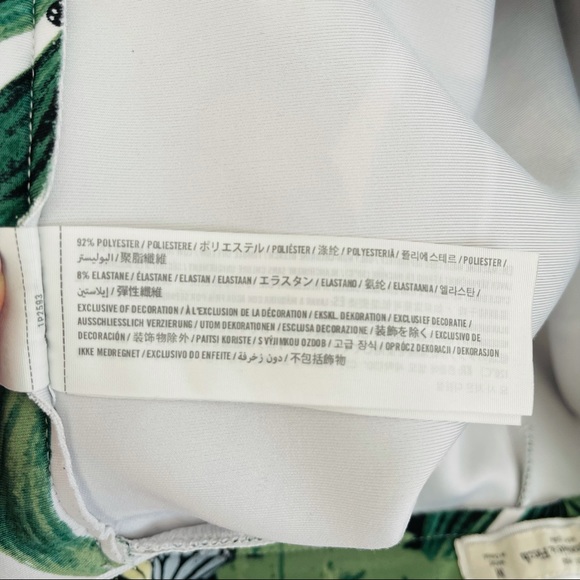 92% POLYESTER / POLIESTERE / ポリエステル / POLIÉSTER / 涤纶 / POLYESTERIÄ / 폴리에스테르 / POLIESTER /
البوليستر / 聚脂纖維
8% ELASTANE / ÉLASTANE / ELASTAN / ELASTAAN / エラスタン / ELASTANO / 氨纶 / ELASTAANIA / 엘리스틴 /
إيلاستين / 彈性纖維
EXCLUSIVE OF DECORATION / À L'EXCLUSION DE LA DÉCORATION / EKSKL. DEKORATION / EXCLUSIEF DECORATIE /
AUSSCHLIESSLICH VERZIERUNG / UTOM DEKORATIONEN / ESCLUSA DECORAZIONE / 装飾を除く / EXCLUSIVO DE
DECORACIÓN / 装饰物除外 / PAITSI KORISTE / S VÝJIMKOU OZDOB / 고급 장식 / OPRÓCZ DEKORACJI / DEKORASJON
IKKE MEDREGNET / EXCLUSIVO DO ENFEITE / دون زخرفة / 不包括飾物
1P2593